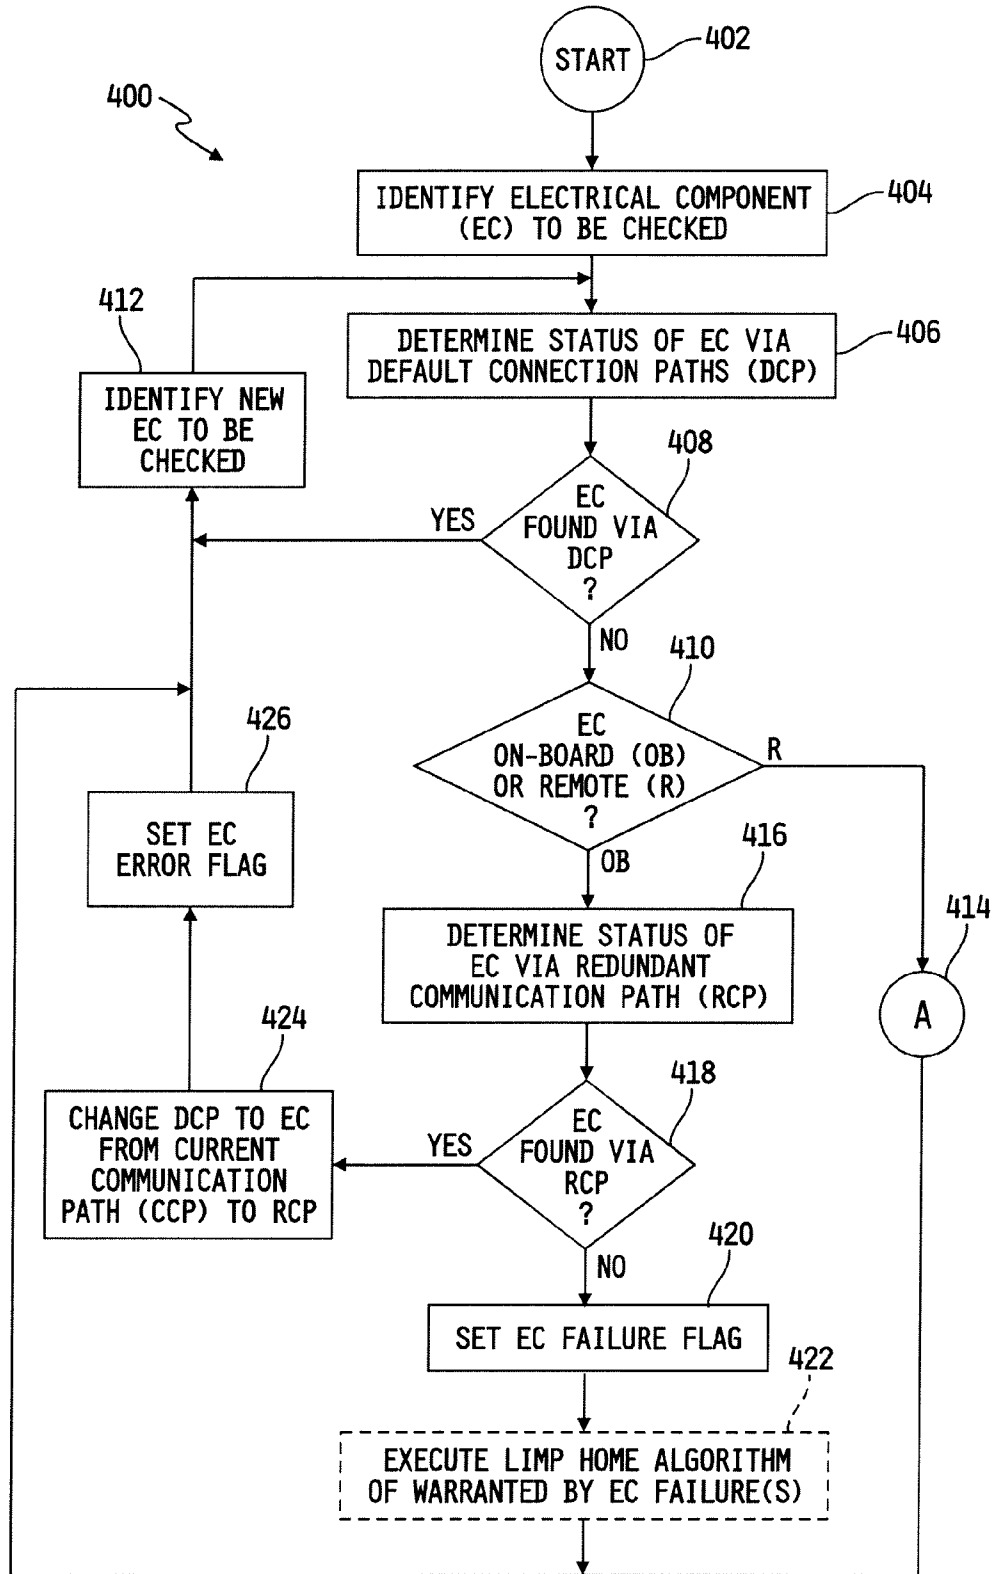 START
402
400
IDENTIFY ELECTRICAL COMPONENT
(EC) TO BE CHECKED
404
412
DETERMINE STATUS OF EC VIA
DEFAULT CONNECTION PATHS (DCP)
406
IDENTIFY NEW
EC TO BE
CHECKED
408
EC
FOUND VIA
DCP
?
YES
NO
410
EC
ON-BOARD (OB)
OR REMOTE (R)
?
R
OB
426
SET EC
ERROR FLAG
416
DETERMINE STATUS OF
EC VIA REDUNDANT
COMMUNICATION PATH (RCP)
414
A
424
CHANGE DCP TO EC
FROM CURRENT
COMMUNICATION
PATH (CCP) TO RCP
418
EC
FOUND VIA
RCP
?
YES
NO
420
SET EC FAILURE FLAG
422
EXECUTE LIMP HOME ALGORITHM
OF WARRANTED BY EC FAILURE(S)